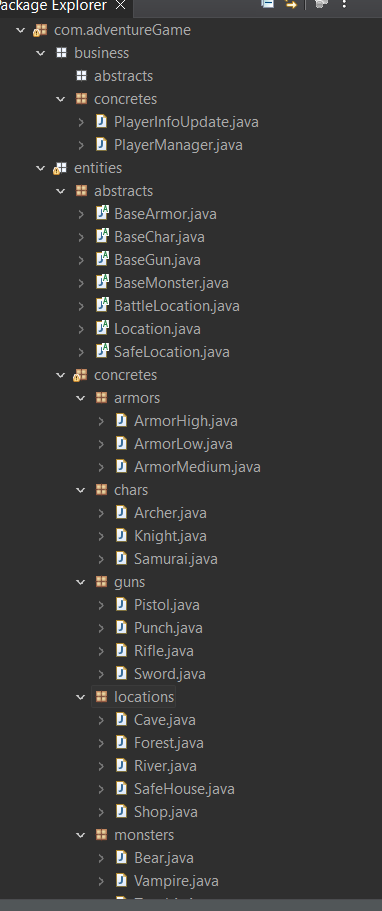 Package Explorer
com.adventureGame
business
abstracts
concretes
PlayerInfoUpdate.java
PlayerManager.java
entities
abstracts
BaseArmor.java
BaseChar.java
BaseGun.java
BaseMonster.java
BattleLocation.java
Location.java
SafeLocation.java
concretes
armors
ArmorHigh.java
ArmorLow.java
ArmorMedium.java
chars
Archer.java
Knight.java
Samurai.java
guns
Pistol.java
Punch.java
Rifle.java
Sword.java
locations
Cave.java
Forest.java
River.java
SafeHouse.java
Shop.java
monsters
Bear.java
Vampire.java